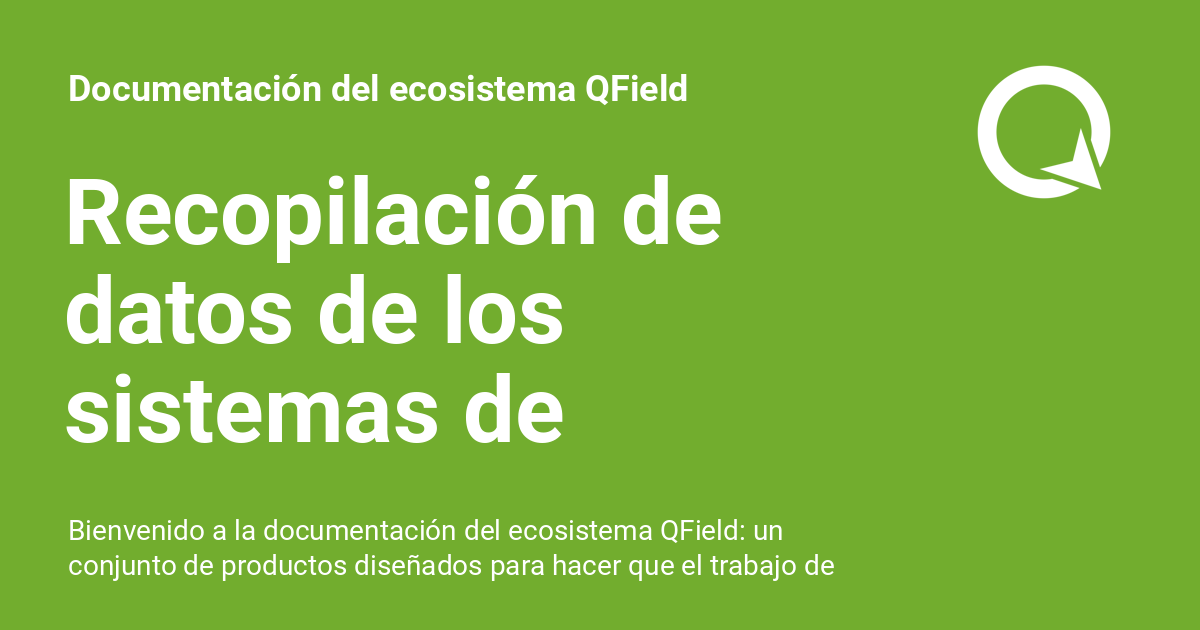 Documentación del ecosistema QField
Recopilación de
datos de los
sistemas de
Bienvenido a la documentación del ecosistema QField: un
conjunto de productos diseñados para hacer que el trabajo de